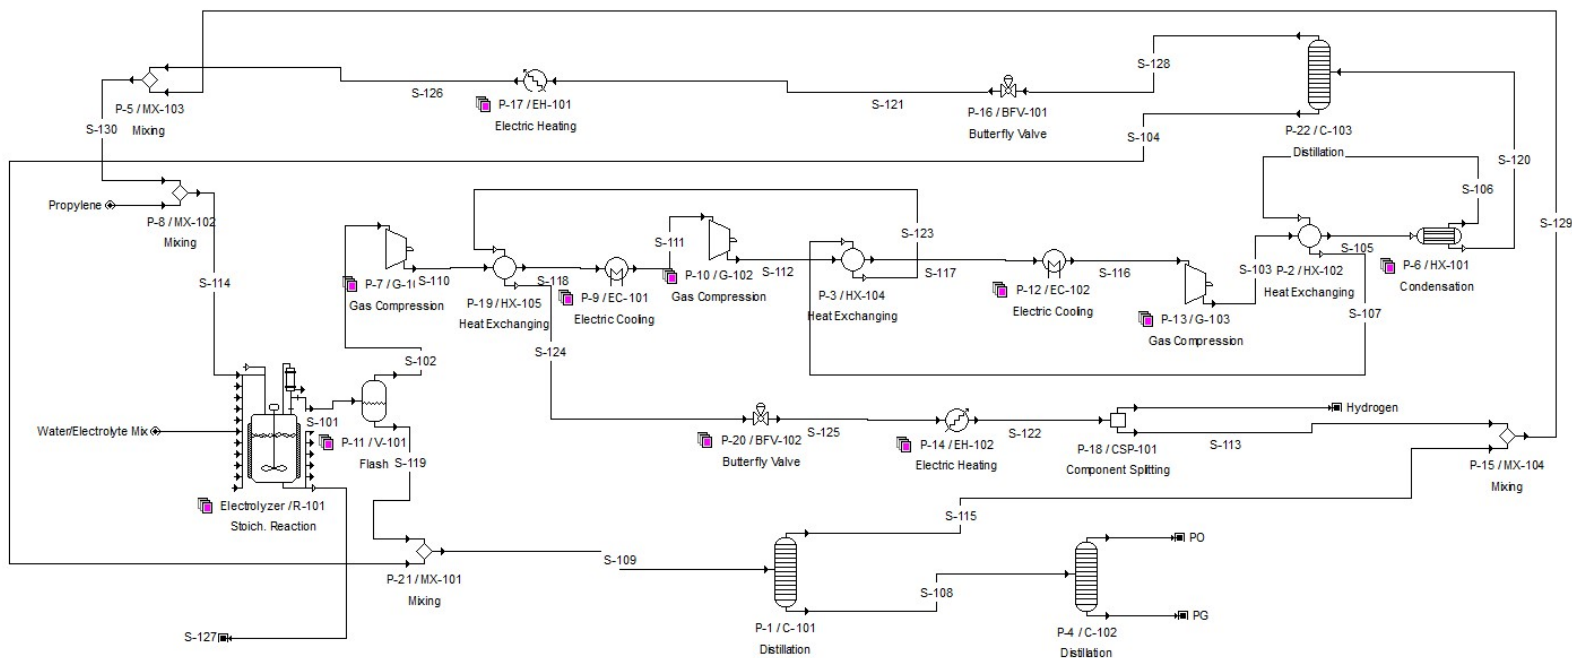 S-128
S-126
P-17 / EH-101
Electric Heating
S-121
P-16 / BFV-101
Butterfly Valve
P-5 / MX-103
Mixing
S-130
S-104
P-22 / C-103
Distillation
S-120
S-106
S-129
Propylene
P-8 / MX-102
Mixing
S-114
S-111
S-123
P-7 / G-1
S-110
Gas Compression
P-19 / HX-105
Heat Exchanging
S-118
P-9 / EC-101
Electric Cooling
P-10 / G-102
Gas Compression
S-112
P-3 / HX-104
Heat Exchanging
S-117
P-12 / EC-102
Electric Cooling
S-116
P-13 / G-103
Gas Compression
S-103
P-2 / HX-102
Heat Exchanging
S-105
P-6 / HX-101
Condensation
S-107
S-102
S-124
Water/Electrolyte Mix
S-101
P-11 / V-101
Flash
S-119
Electrolyzer / R-101
Stoich. Reaction
P-20 / BFV-102
Butterfly Valve
S-125
P-14 / EH-102
Electric Heating
S-122
Hydrogen
P-18 / CSP-101
Component Splitting
S-113
P-15 / MX-104
Mixing
S-115
P-21 / MX-101
Mixing
S-109
S-108
PO
PG
S-127
P-1 / C-101
Distillation
P-4 / C-102
Distillation